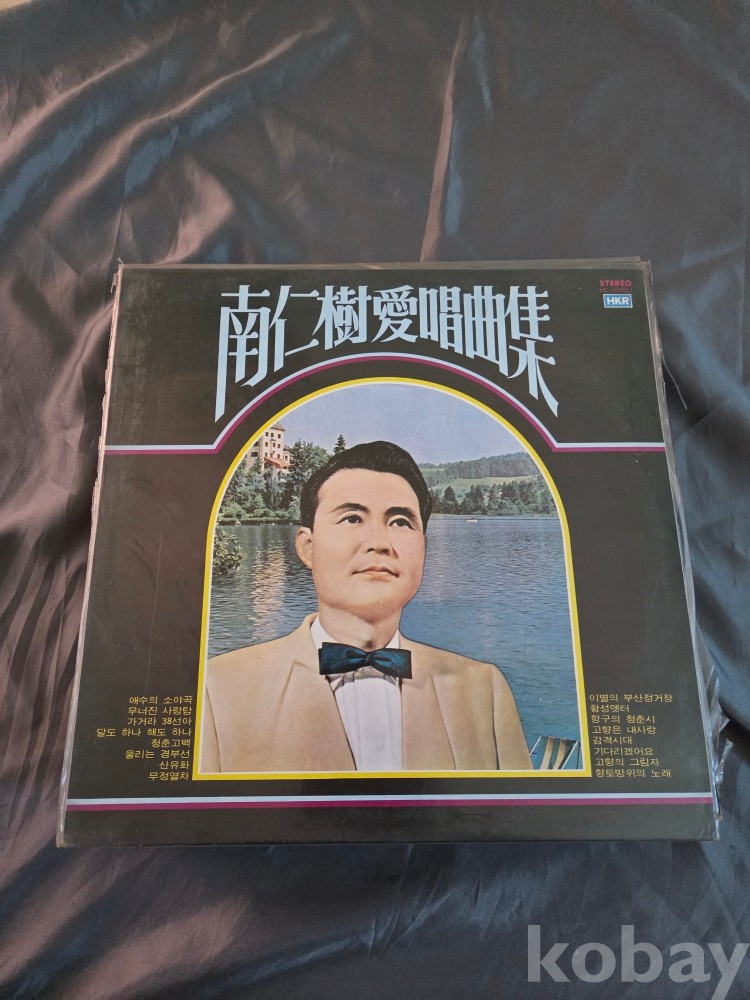 南仁樹愛唱曲集
STEREO
HKR
애수의 소야곡
무너진 사랑탑
가거라 38선아
달도 하나 해도 하나
청춘고백
울리는 경부선
산유화
무정열차
이별의 부산정거장
황성옛터
항구의 청춘시
고향은 내사랑
감격시대
기다리겠어요
고향의 그림자
향토방위의 노래
kobay